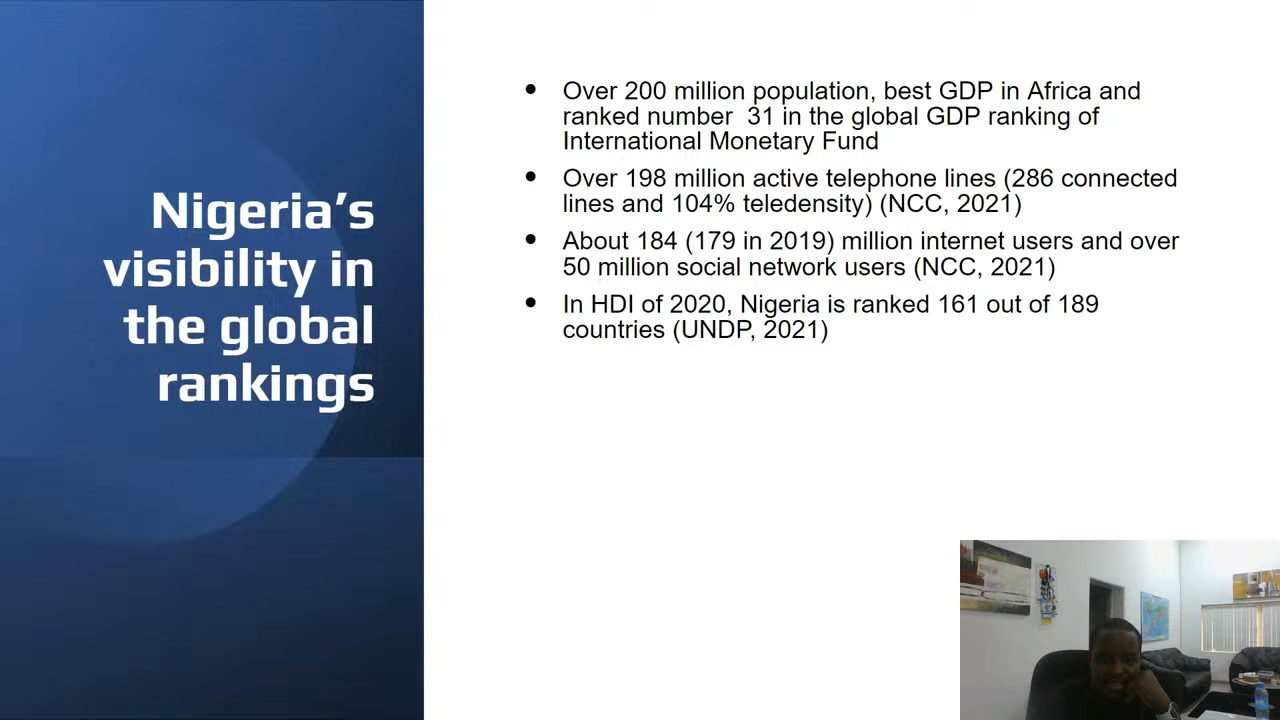 Nigeria’s
visibility in
the global
rankings
• Over 200 million population, best GDP in Africa and
ranked number  31 in the global GDP ranking of
International Monetary Fund
• Over 198 million active telephone lines (286 connected
lines and 104% teledensity) (NCC, 2021)
• About 184 (179 in 2019) million internet users and over
50 million social network users (NCC, 2021)
• In HDI of 2020, Nigeria is ranked 161 out of 189
countries (UNDP, 2021)